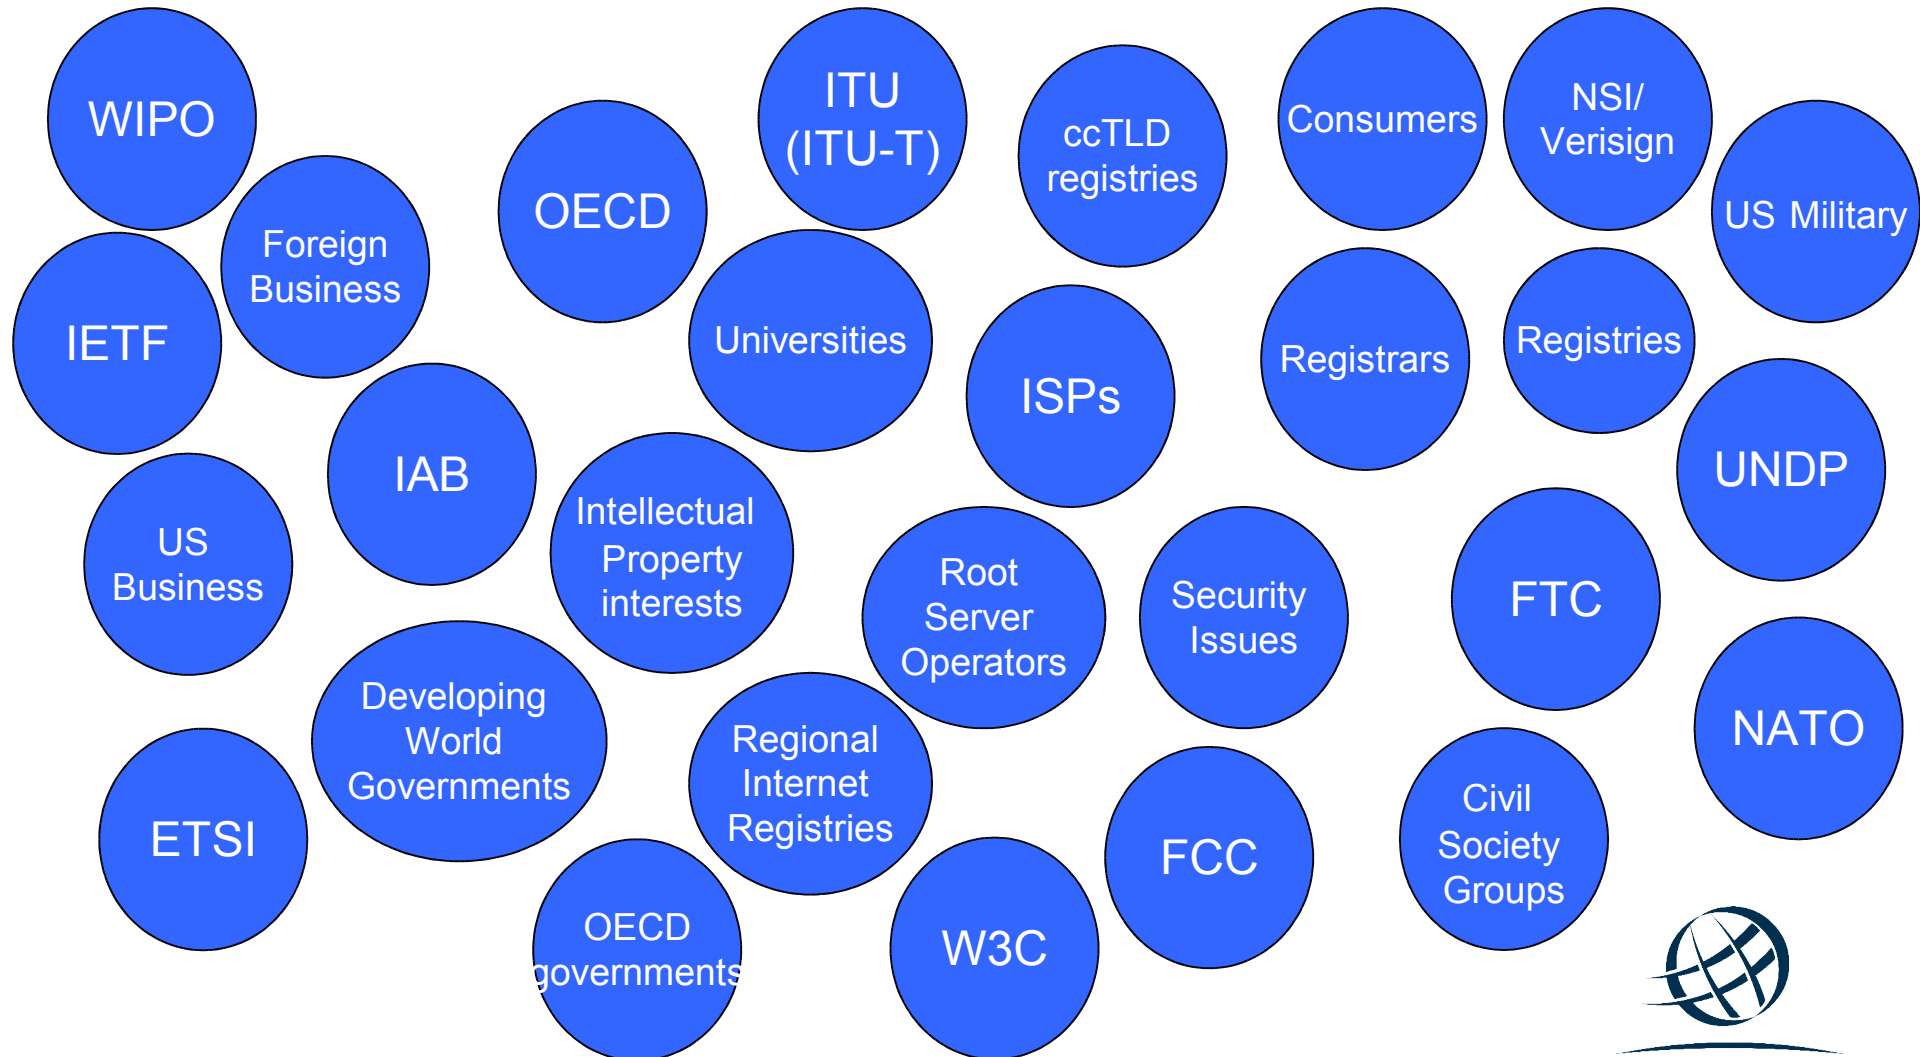 WIPO
ITU
(ITU-T)
Consumers
NSI/
Verisign
OECD
ccTLD
registries
US Military
Foreign
Business
IETF
Universities
ISPs
Registrars
Registries
IAB
UNDP
US
Business
Intellectual
Property
interests
Root
Server
Operators
Security
Issues
FTC
Developing
World
Governments
Regional
Internet
Registries
NATO
ETSI
FCC
Civil
Society
Groups
OECD
governments
W3C